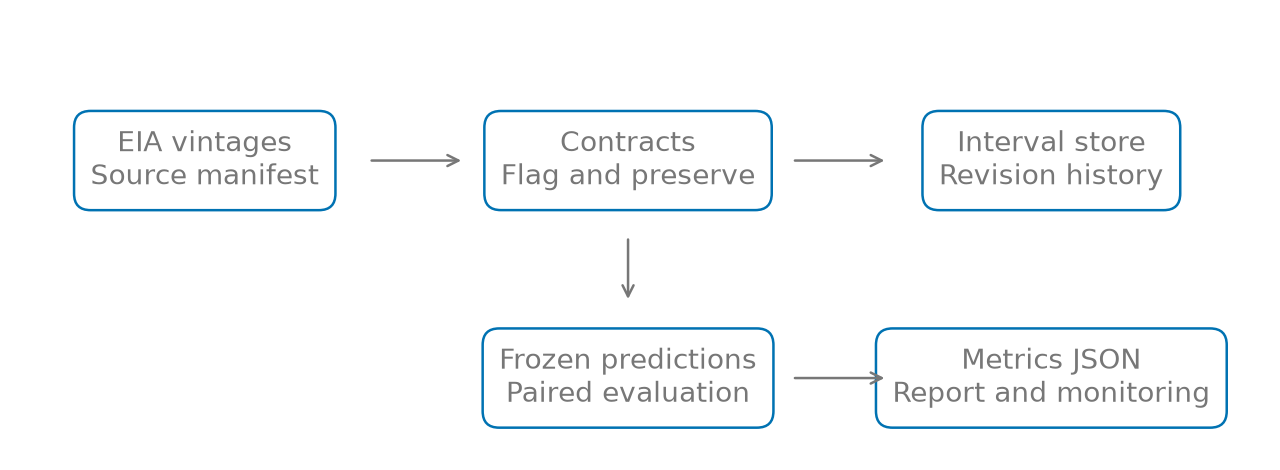 EIA vintages
Source manifest
Contracts
Flag and preserve
Interval store
Revision history
Frozen predictions
Paired evaluation
Metrics JSON
Report and monitoring